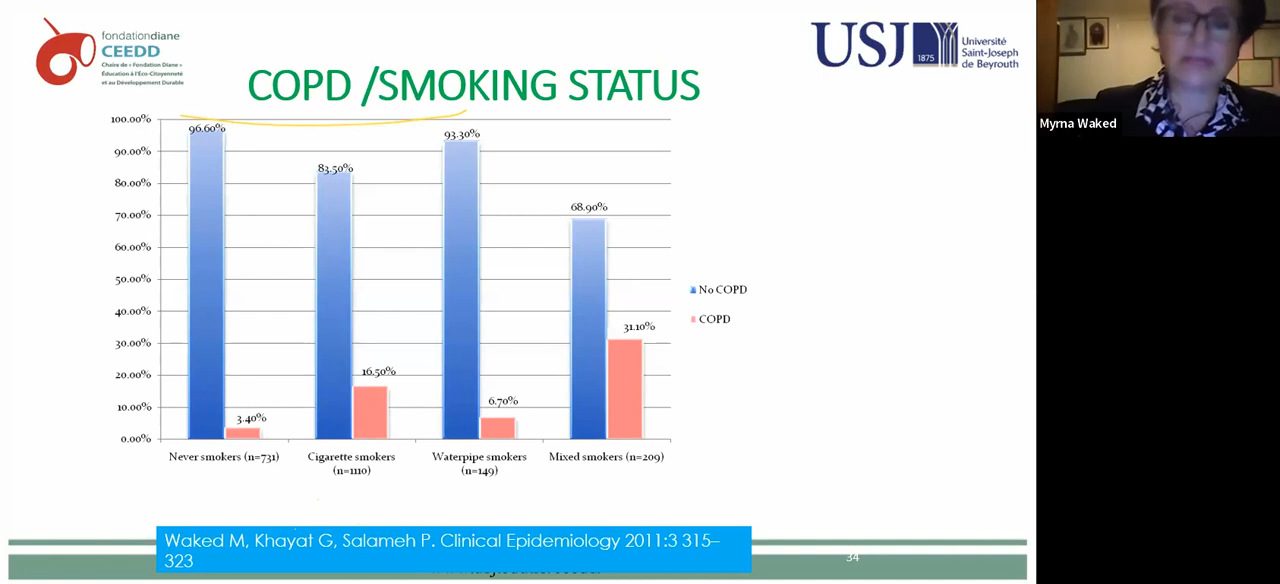 fondationdiane
CEEDD
Chaire de « Fondation Diane »
Éducation à l'Éco-Citoyenneté
et au Développement Durable
USJ
1875
Université
Saint-Joseph
de Beyrouth
COPD /SMOKING STATUS
Myrna Waked
100.00%
90.00%
80.00%
70.00%
60.00%
50.00%
40.00%
30.00%
20.00%
10.00%
0.00%
96.60%
3.40%
83.50%
16.50%
93.30%
6.70%
68.90%
31.10%
No COPD
COPD
Never smokers (n=731)
Cigarette smokers
(n=1110)
Waterpipe smokers
(n=149)
Mixed smokers (n=209)
Waked M, Khayat G, Salameh P. Clinical Epidemiology 2011:3 315–
323
34